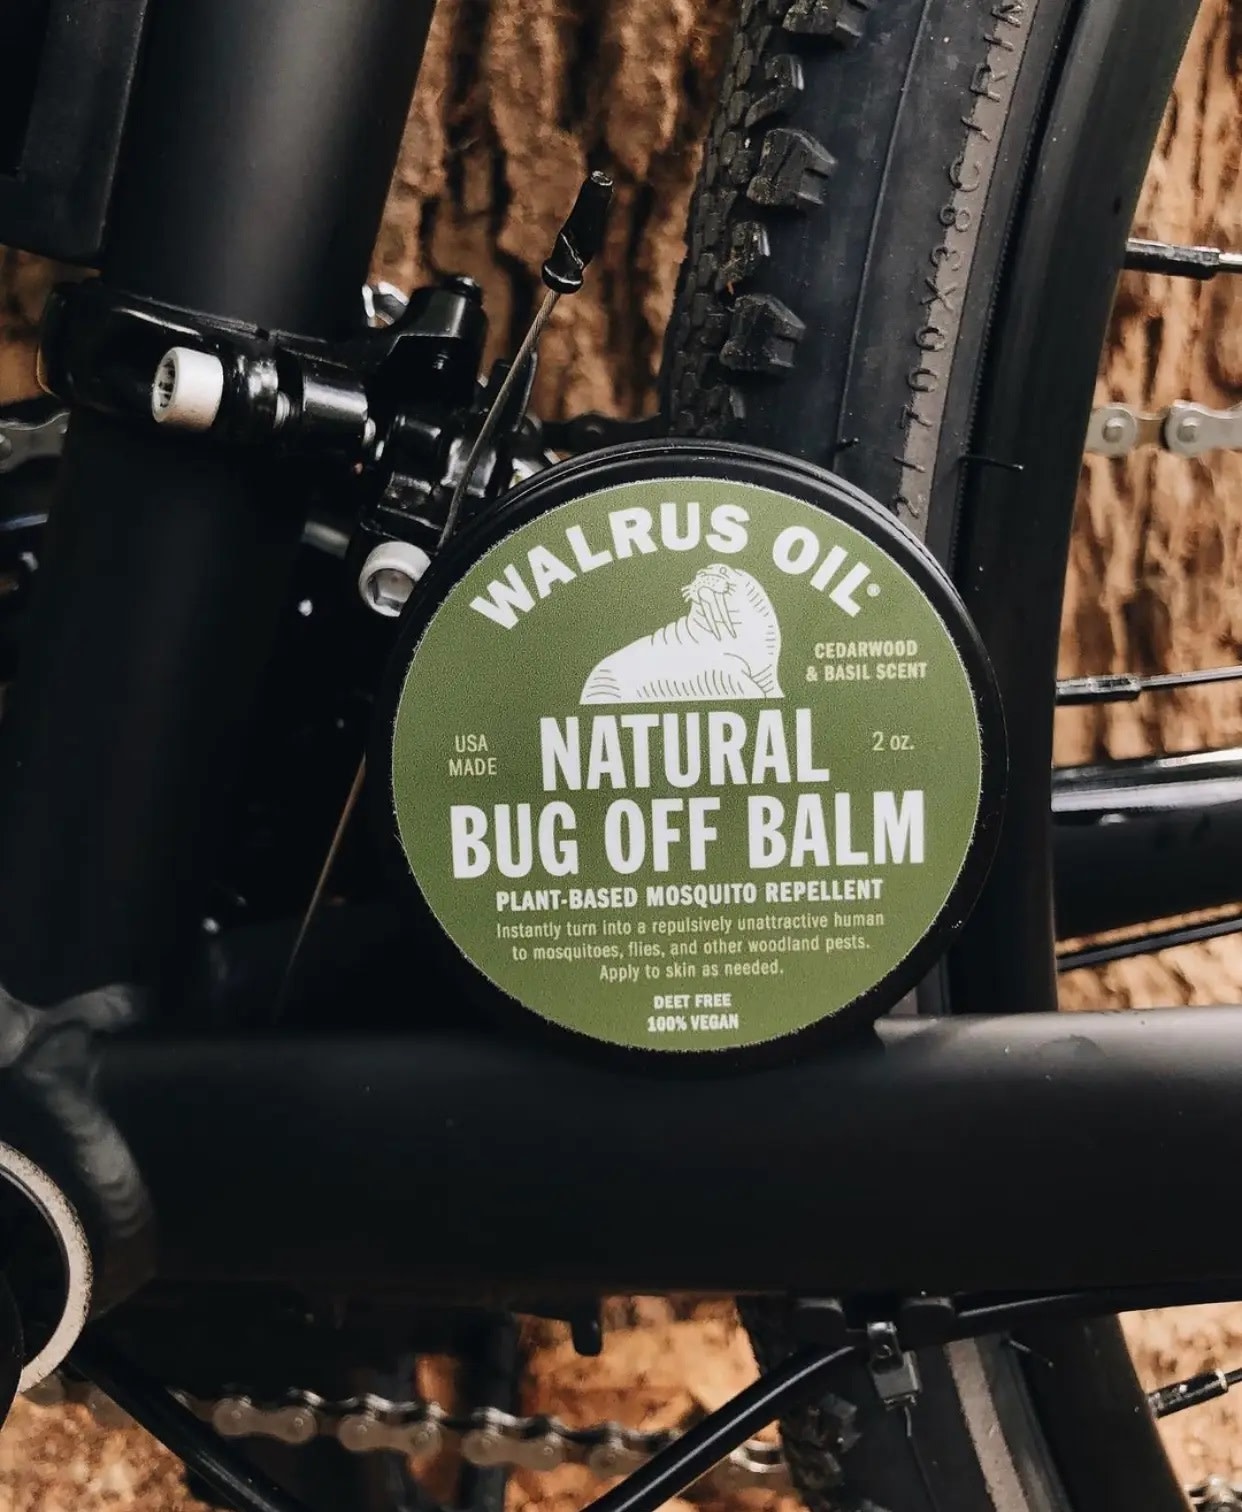 700X38C/TRIM
WALRUS OIL®
CEDARWOOD
& BASIL SCENT
USA
MADE
NATURAL
2 oz.
BUG OFF BALM
PLANT-BASED MOSQUITO REPELLENT
Instantly turn into a repulsively unattractive human
to mosquitoes, flies, and other woodland pests.
Apply to skin as needed.
DEET FREE
100% VEGAN